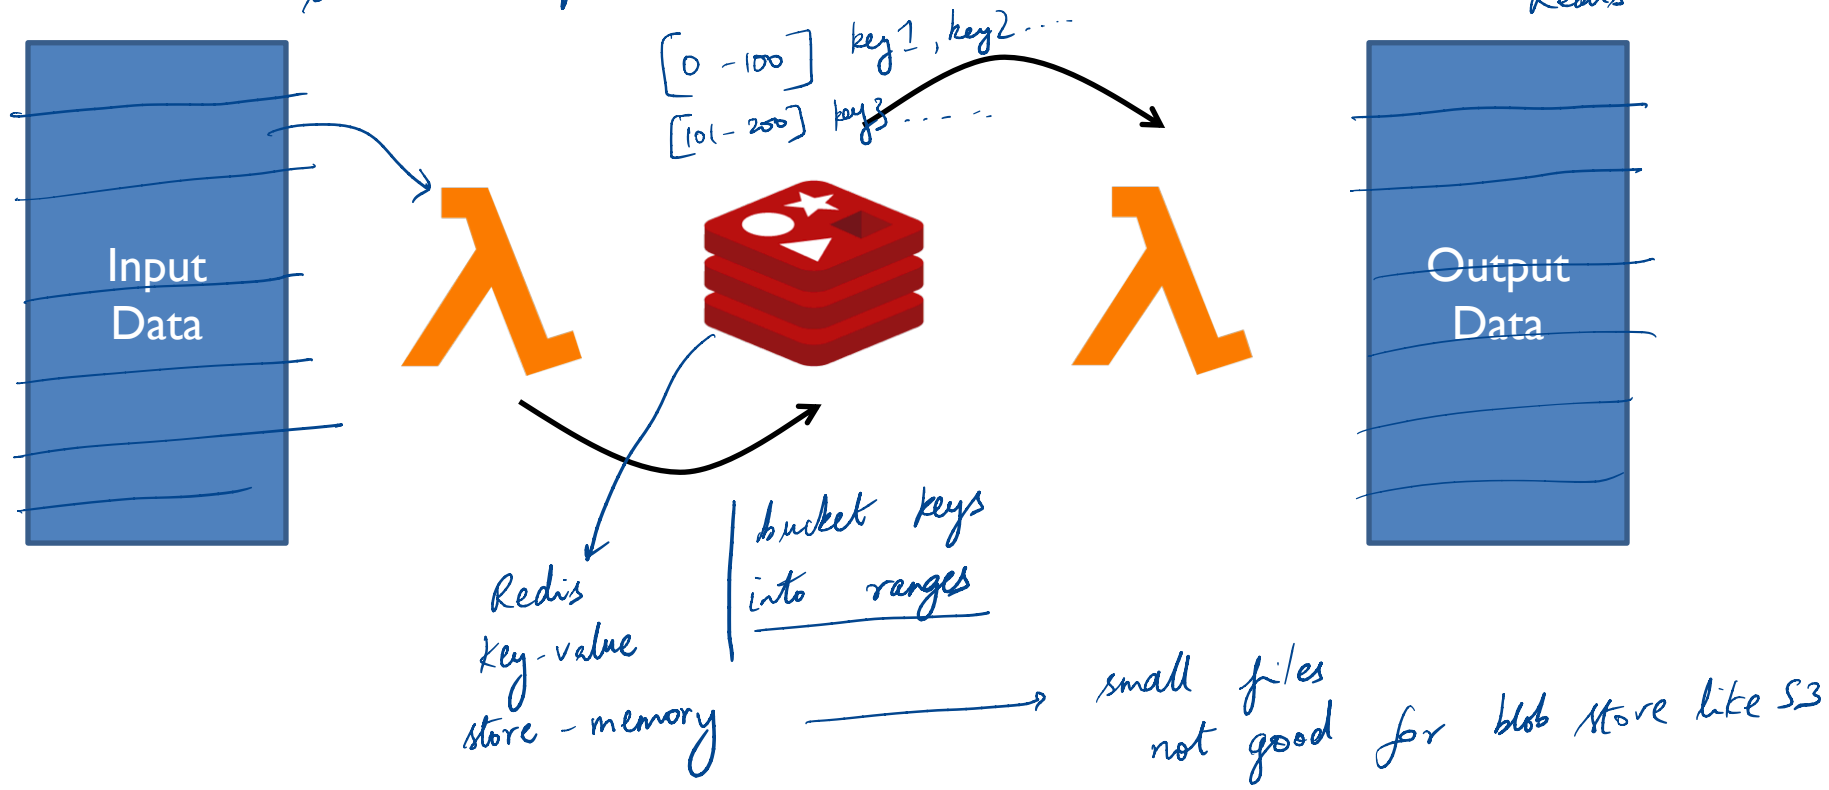 Redis
[0 - 100] key1, key2 ....
[101 - 200] key3 .....
Input
Data
Output
Data
bucket keys
into ranges
Redis
key-value
store - memory
small files
not good for blob store like S3